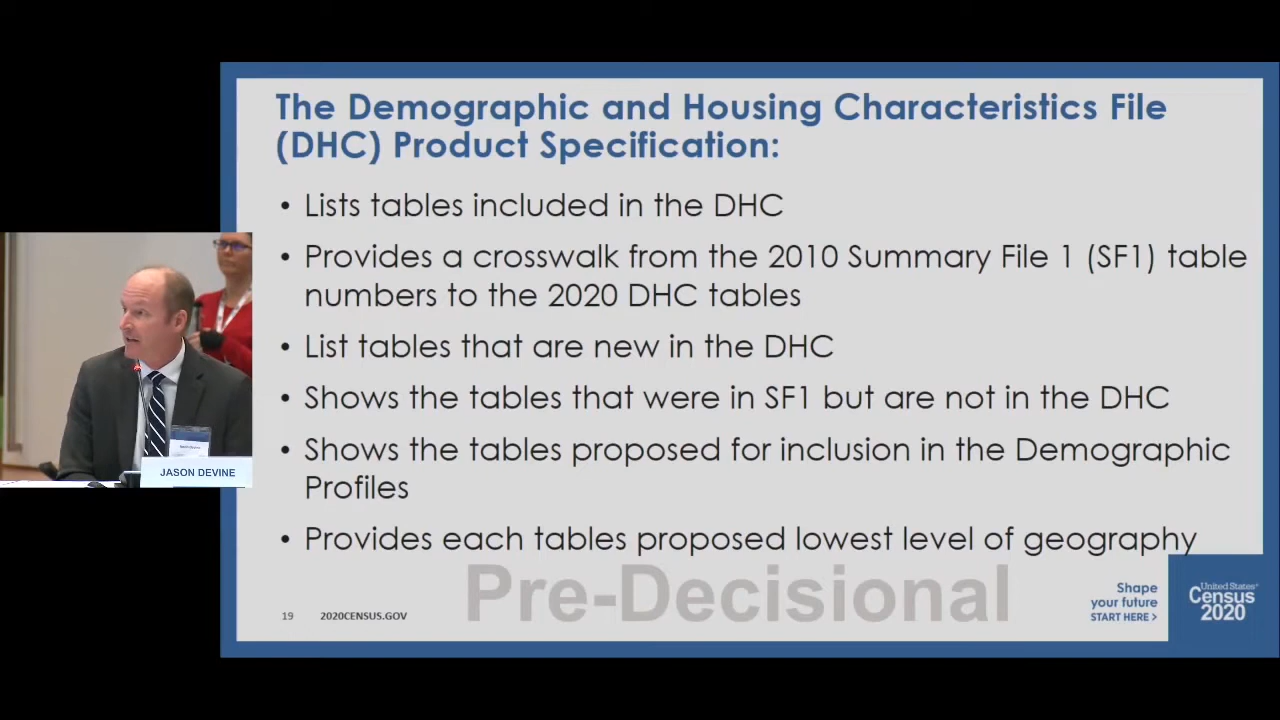 The Demographic and Housing Characteristics File
(DHC) Product Specification:
• Lists tables included in the DHC
• Provides a crosswalk from the 2010 Summary File 1 (SF1) table
numbers to the 2020 DHC tables
• List tables that are new in the DHC
• Shows the tables that were in SF1 but are not in the DHC
• Shows the tables proposed for inclusion in the Demographic
Profiles
• Provides each tables proposed lowest level of geography
Pre-Decisional
19 2020CENSUS.GOV
Shape
your future
START HERE >
United States®
Census
2020
JASON DEVINE